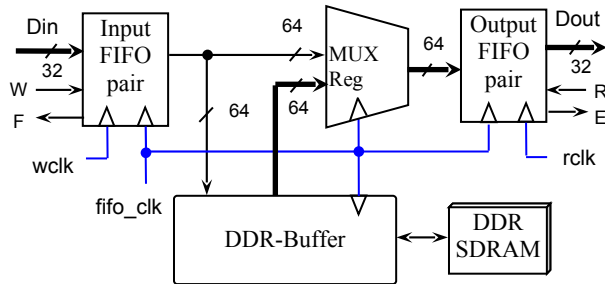 Din
32
W
F
Input
FIFO
pair
64
64
64
MUX
Reg
64
Output
FIFO
pair
Dout
32
R
E
wclk
fifo_clk
rclk
DDR-Buffer
DDR
SDRAM